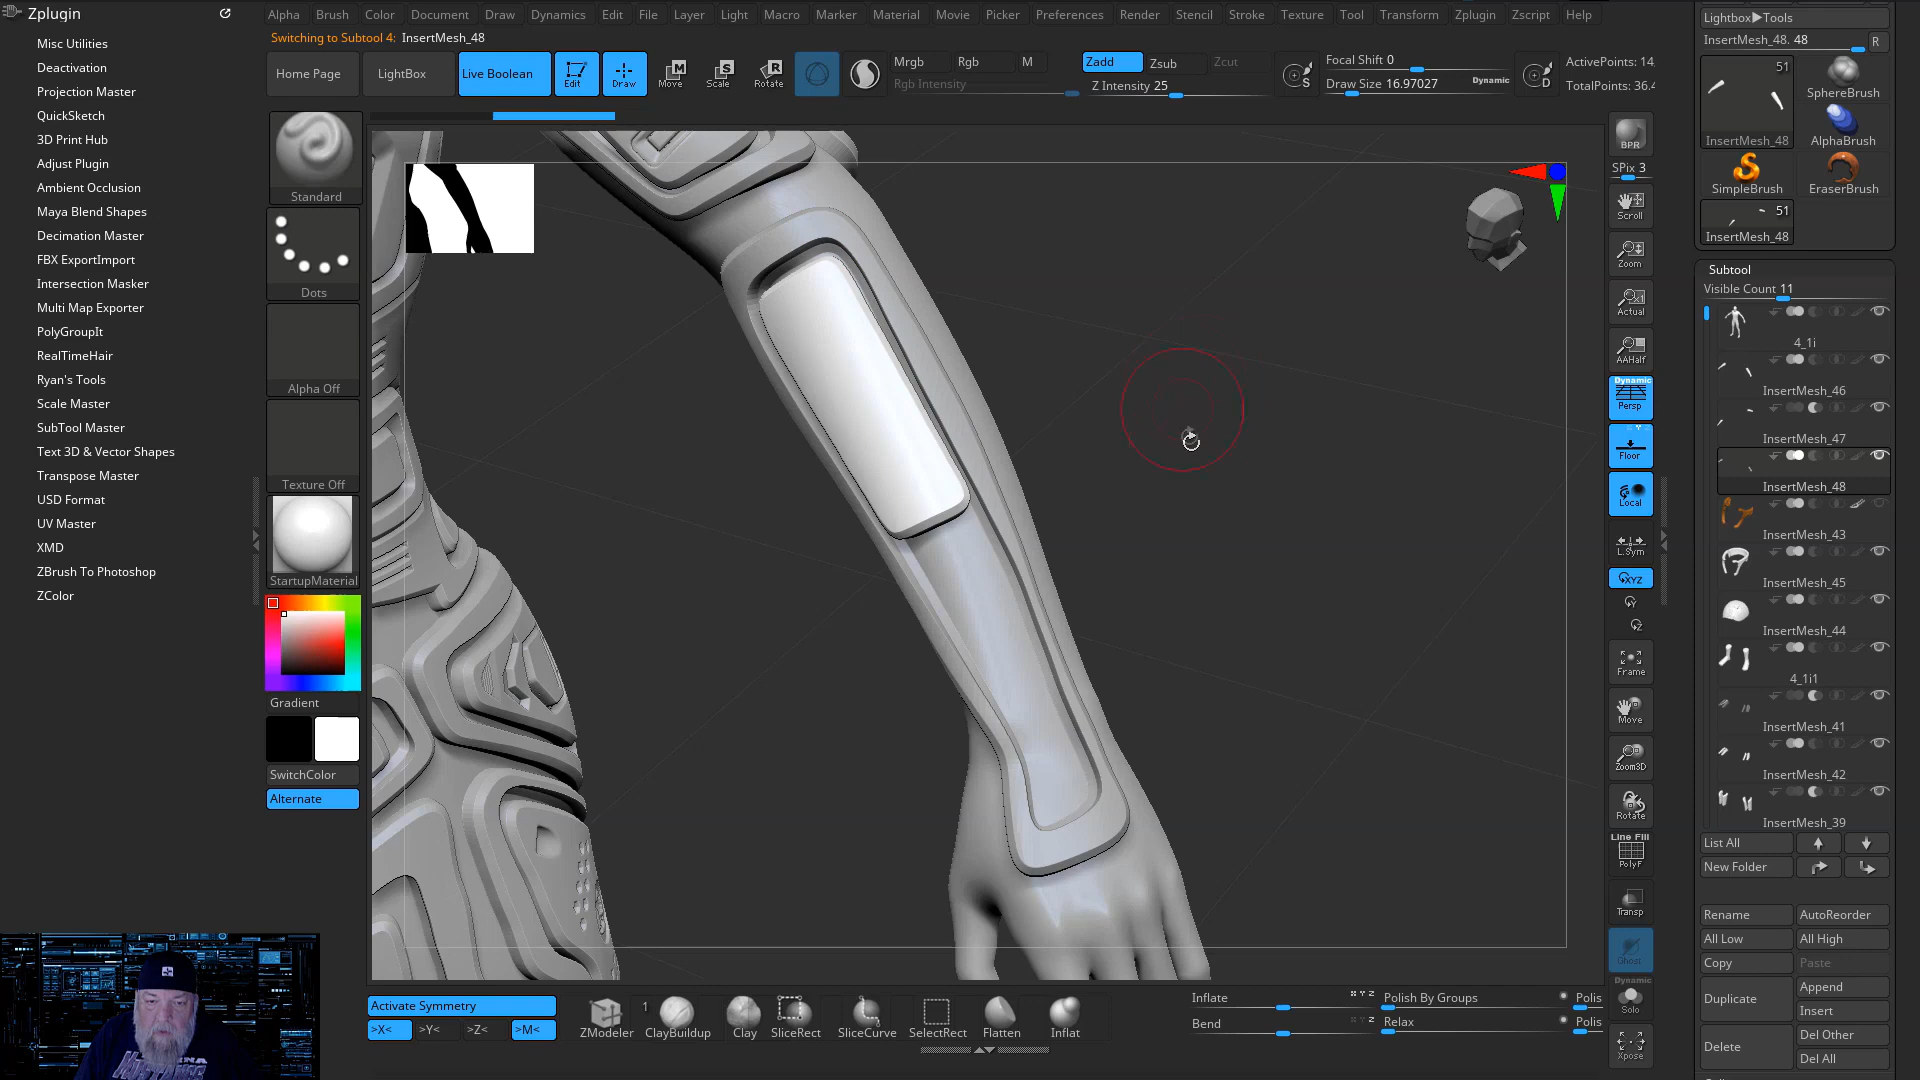 Zplugin
Alpha Brush Color Document Draw Dynamics Edit File Layer Light Macro Marker Material Movie Picker Preferences Render Stencil Stroke Texture Tool Transform Zplugin Zscript Help
Switching to Subtool 4: InsertMesh_48
Home Page
LightBox
Live Boolean
Edit
Draw
Move
Scale
Rotate
Mrgb Rgb M
Rgb Intensity
Zadd Zsub Zcut
Z Intensity 25
Focal Shift 0
Draw Size 16.97027
Dynamic
ActivePoints: 14,
TotalPoints: 36.4
Misc Utilities
Deactivation
Projection Master
QuickSketch
3D Print Hub
Adjust Plugin
Ambient Occlusion
Maya Blend Shapes
Decimation Master
FBX ExportImport
Intersection Masker
Multi Map Exporter
PolyGroupIt
RealTimeHair
Ryan's Tools
Scale Master
SubTool Master
Text 3D & Vector Shapes
Transpose Master
USD Format
UV Master
XMD
ZBrush To Photoshop
ZColor
Standard
Dots
Alpha Off
Texture Off
StartupMaterial
Gradient
SwitchColor
Alternate
BPR
SPix 3
Scroll
Zoom
Actual
AAHalf
Dynamic
Persp
Floor
Local
L.Sym
XYZ
Frame
Move
Zoom3D
Rotate
Line Fill
PolyF
Transp
Ghost
Dynamic
Solo
Xpose
Lightbox▶Tools
InsertMesh_48. 48
R
51
InsertMesh_48
SphereBrush
AlphaBrush
SimpleBrush
EraserBrush
51
InsertMesh_48
Subtool
Visible Count 11
4_1i
InsertMesh_46
InsertMesh_47
InsertMesh_48
InsertMesh_43
InsertMesh_45
InsertMesh_44
4_1i1
InsertMesh_41
InsertMesh_42
InsertMesh_39
List All
New Folder
Rename AutoReorder
All Low All High
Copy Paste
Duplicate Append
Insert
Delete Del Other
Del All
Activate Symmetry
>X< >Y< >Z< >M<
ZModeler
1
ClayBuildup
Clay
SliceRect
SliceCurve
SelectRect
Flatten
Inflat
Inflate
Bend
Polish By Groups
Relax
Polis
Polis